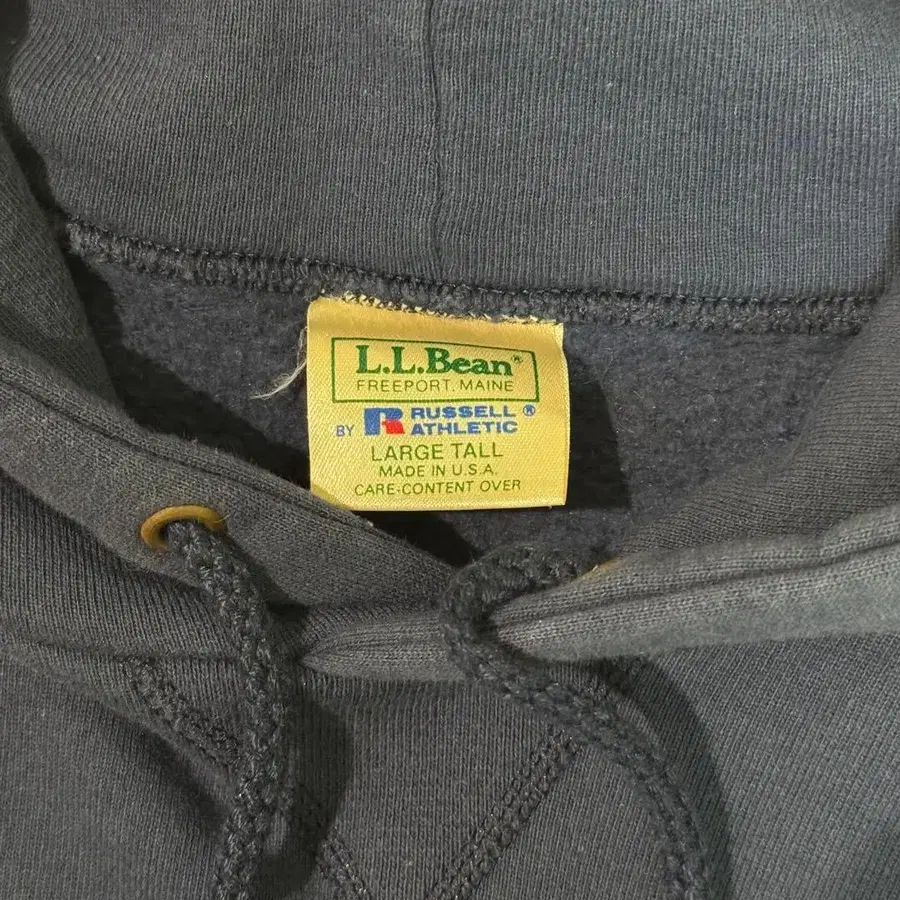 L.L.Bean®
FREEPORT, MAINE
BY R RUSSELL ®
ATHLETIC
LARGE TALL
MADE IN U.S.A.
CARE-CONTENT OVER